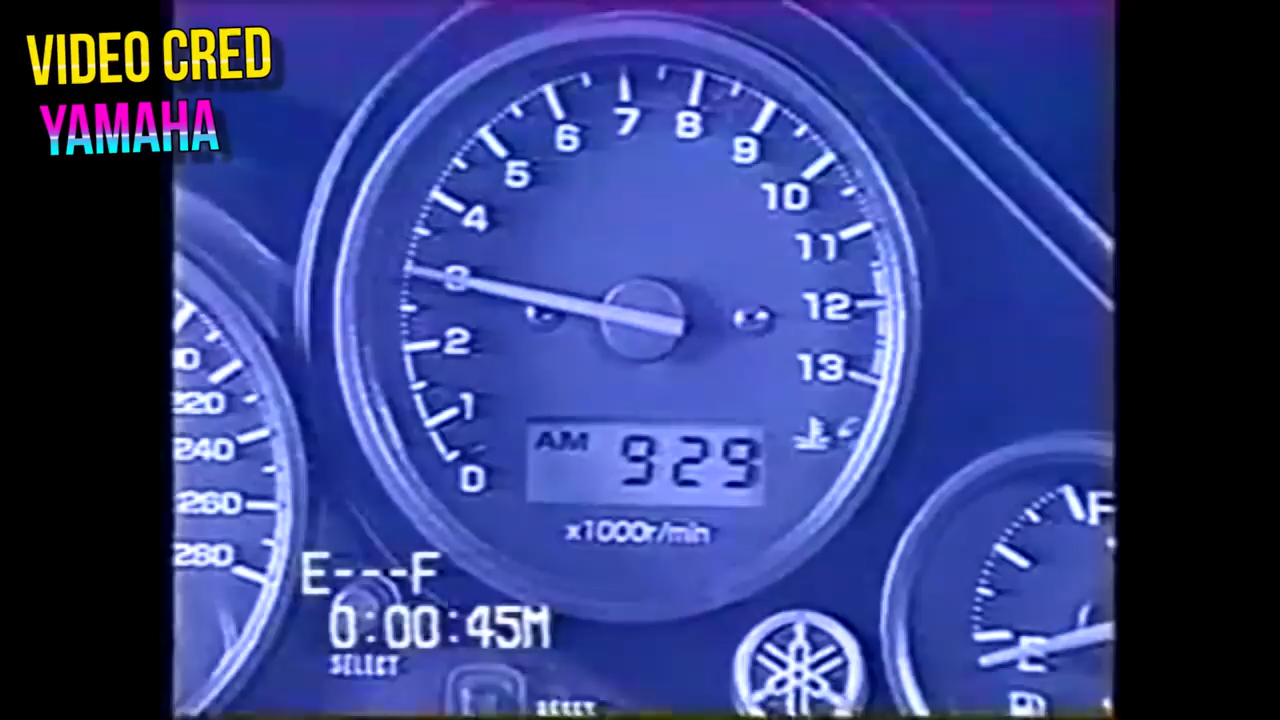 VIDEO CRED
YAMAHA
7
6
8
5
9
4
10
3
11
2
12
13
1
0
AM 929
x1000r/min
220
240
260
280
E---F
0:00:45M
SELECT
RESET
F
E